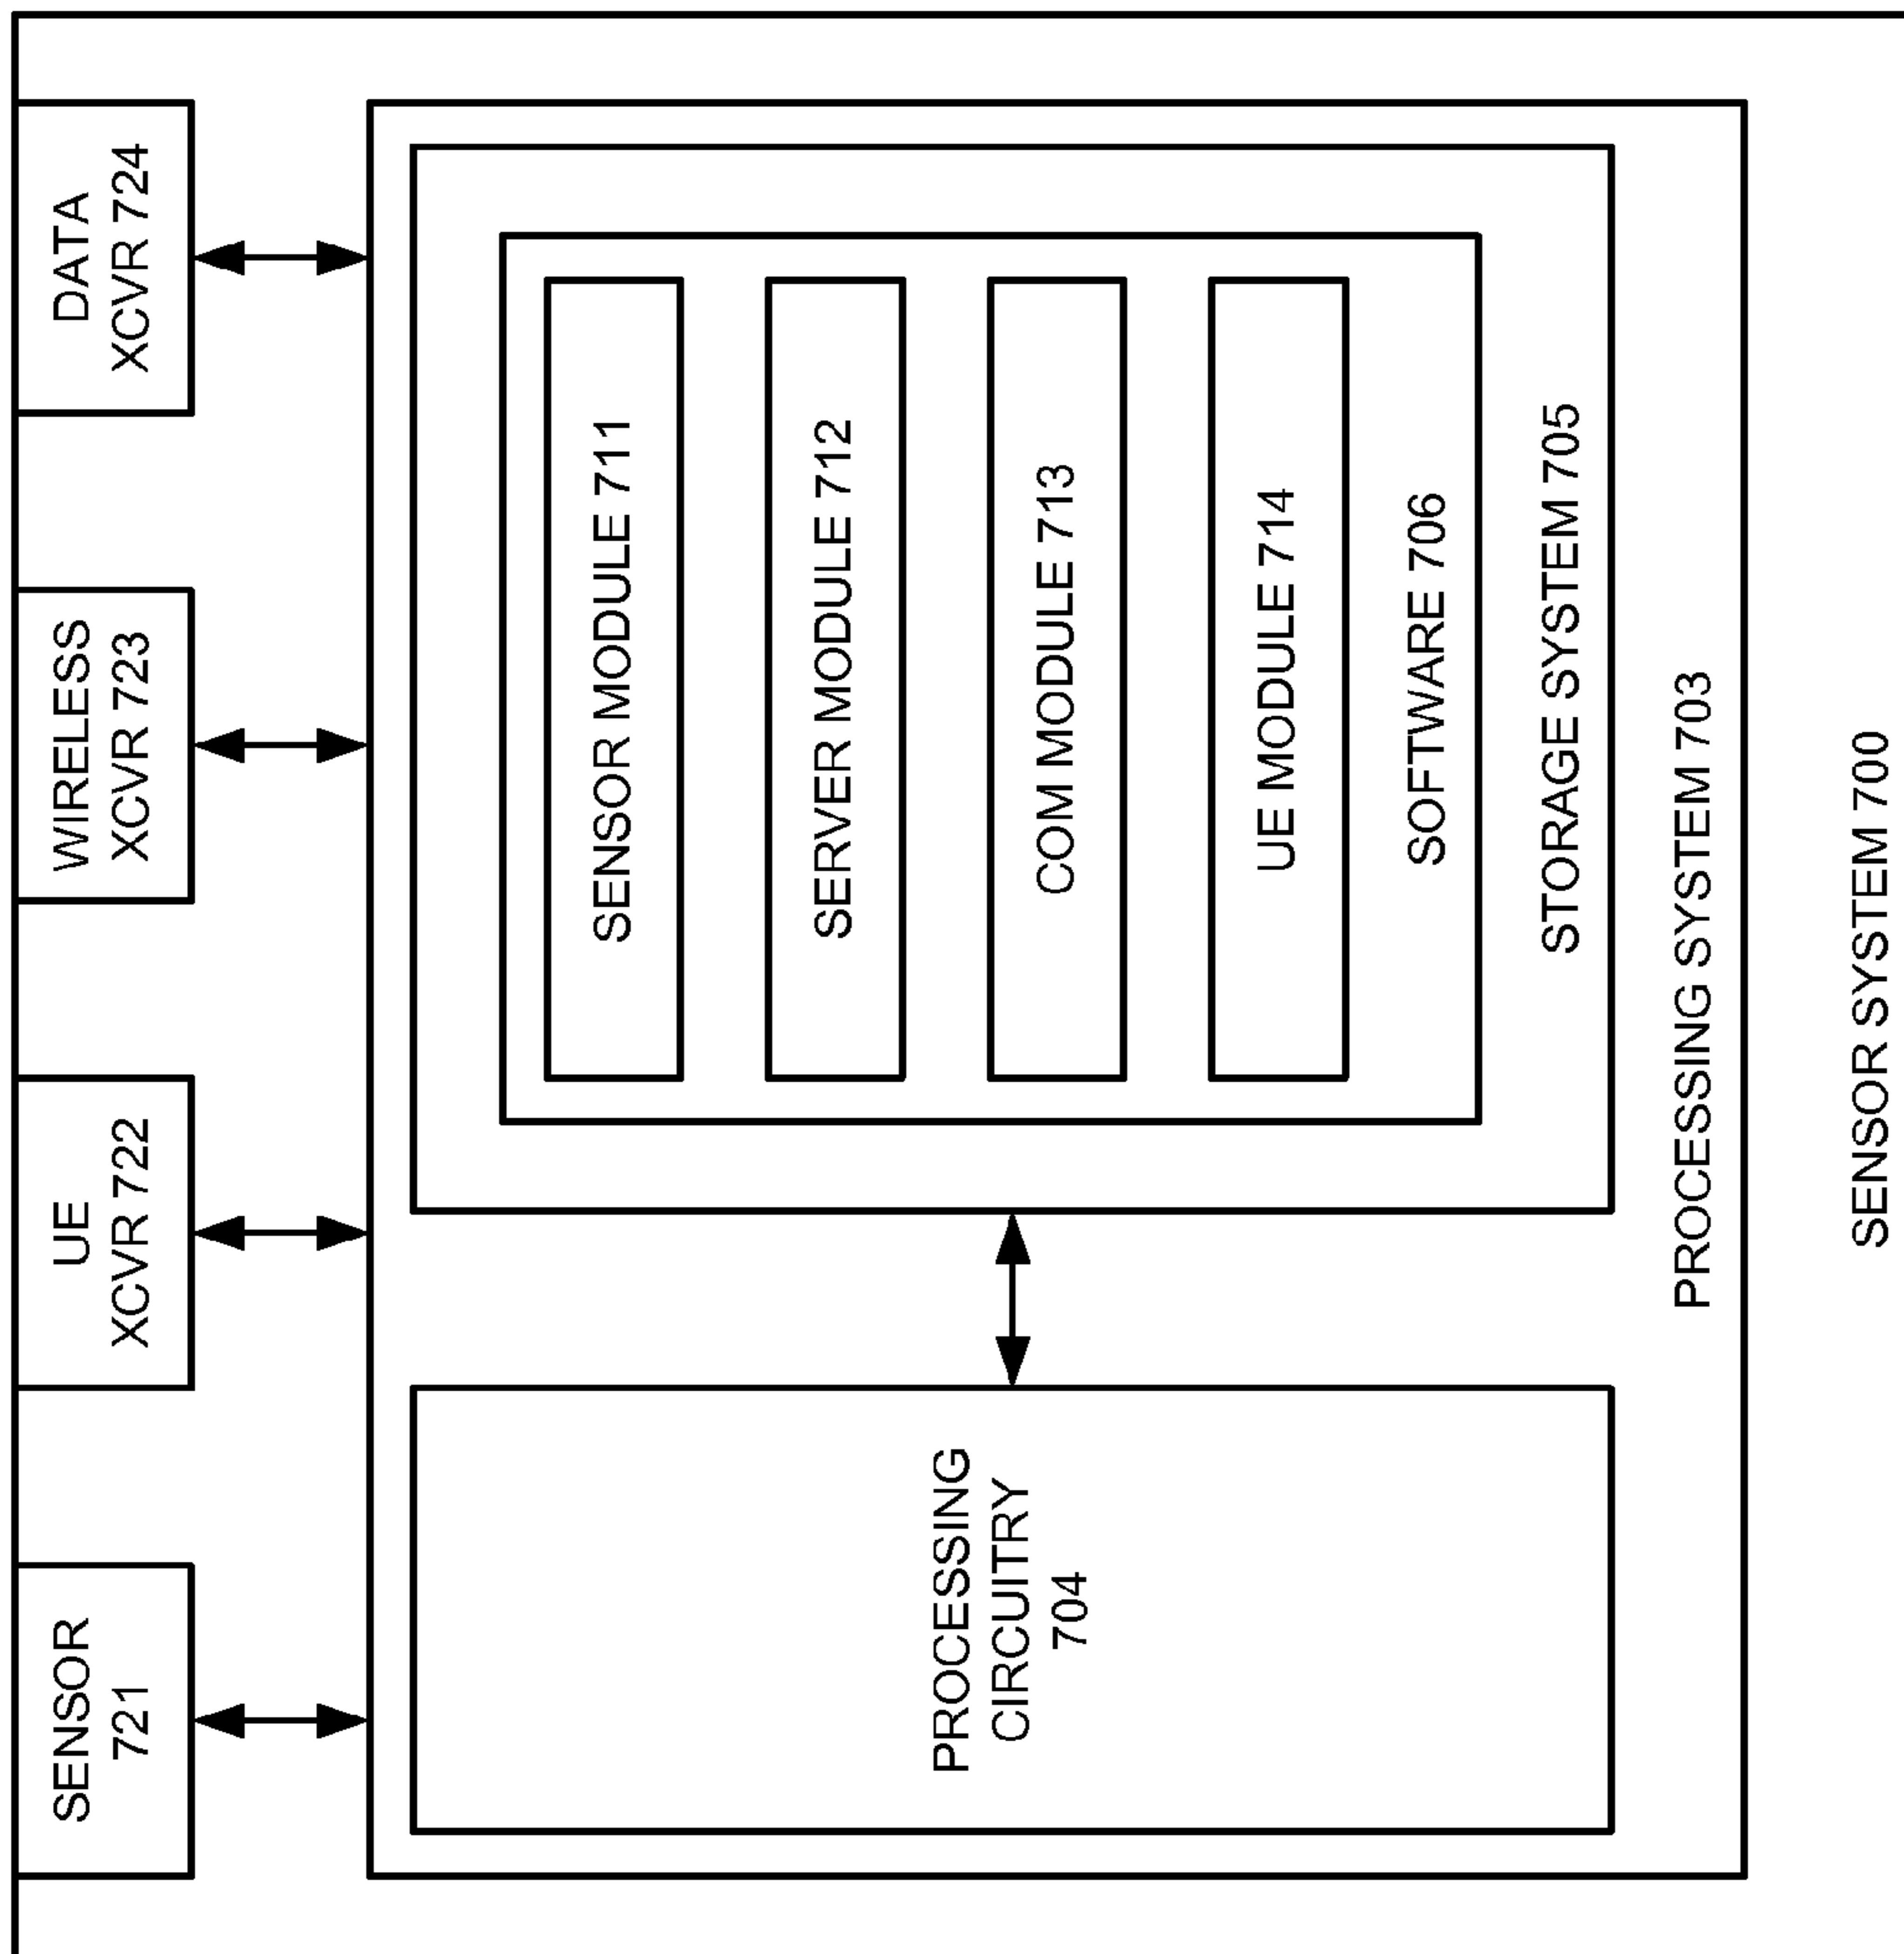 SENSOR
721
UE
XCVR 722
WIRELESS
XCVR 723
DATA
XCVR 724
PROCESSING
CIRCUITRY
704
SENSOR MODULE 711
SERVER MODULE 712
COM MODULE 713
UE MODULE 714
SOFTWARE 706
STORAGE SYSTEM 705
PROCESSING SYSTEM 703
SENSOR SYSTEM 700